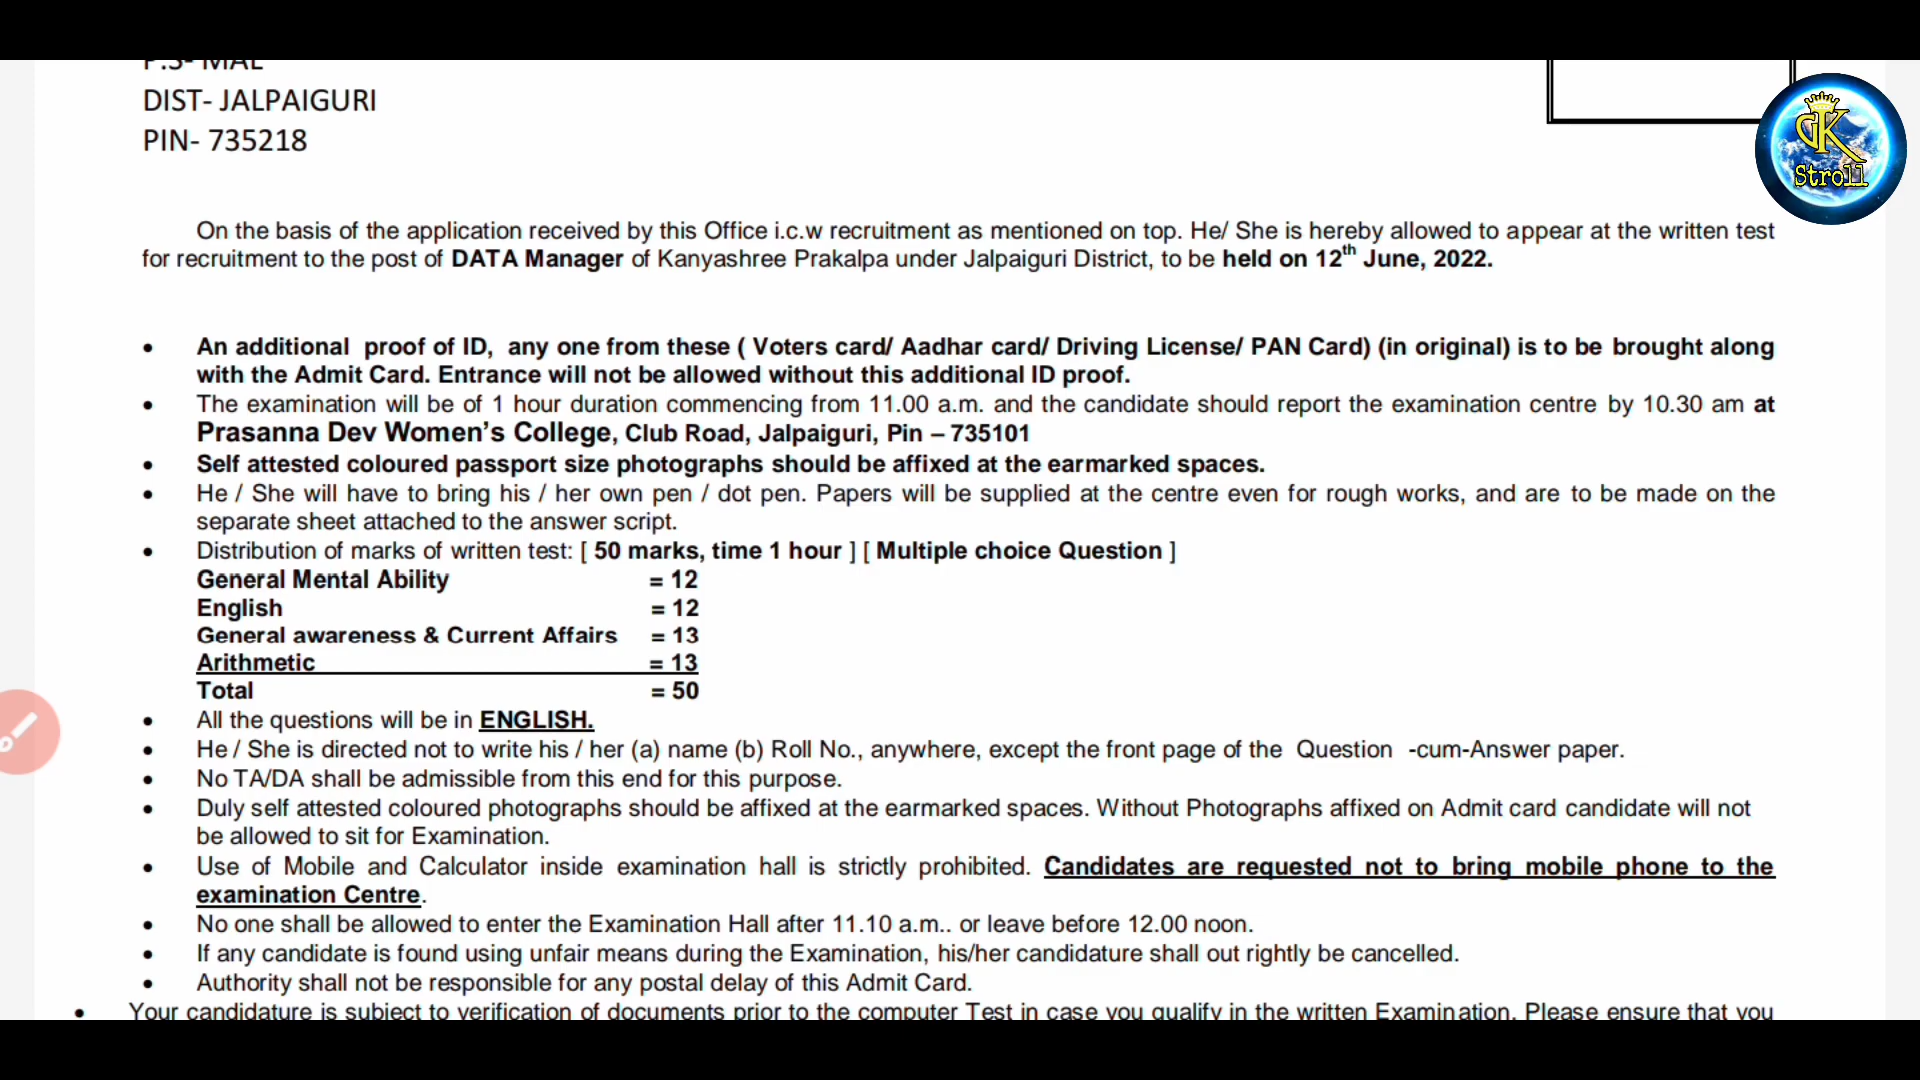 P.S- MAL
DIST- JALPAIGURI
PIN- 735218
GK
Stroll
On the basis of the application received by this Office i.c.w recruitment as mentioned on top. He/ She is hereby allowed to appear at the written test
for recruitment to the post of DATA Manager of Kanyashree Prakalpa under Jalpaiguri District, to be held on 12th June, 2022.
• An additional proof of ID, any one from these ( Voters card/ Aadhar card/ Driving License/ PAN Card) (in original) is to be brought along
with the Admit Card. Entrance will not be allowed without this additional ID proof.
• The examination will be of 1 hour duration commencing from 11.00 a.m. and the candidate should report the examination centre by 10.30 am at
Prasanna Dev Women's College, Club Road, Jalpaiguri, Pin – 735101
• Self attested coloured passport size photographs should be affixed at the earmarked spaces.
• He / She will have to bring his / her own pen / dot pen. Papers will be supplied at the centre even for rough works, and are to be made on the
separate sheet attached to the answer script.
• Distribution of marks of written test: [ 50 marks, time 1 hour ] [ Multiple choice Question ]
General Mental Ability = 12
English = 12
General awareness & Current Affairs = 13
Arithmetic = 13
Total = 50
• All the questions will be in ENGLISH.
• He / She is directed not to write his / her (a) name (b) Roll No., anywhere, except the front page of the Question -cum-Answer paper.
• No TA/DA shall be admissible from this end for this purpose.
• Duly self attested coloured photographs should be affixed at the earmarked spaces. Without Photographs affixed on Admit card candidate will not
be allowed to sit for Examination.
• Use of Mobile and Calculator inside examination hall is strictly prohibited. Candidates are requested not to bring mobile phone to the
examination Centre.
• No one shall be allowed to enter the Examination Hall after 11.10 a.m.. or leave before 12.00 noon.
• If any candidate is found using unfair means during the Examination, his/her candidature shall out rightly be cancelled.
• Authority shall not be responsible for any postal delay of this Admit Card.
• Your candidature is subject to verification of documents prior to the computer Test in case you qualify in the written Examination. Please ensure that you